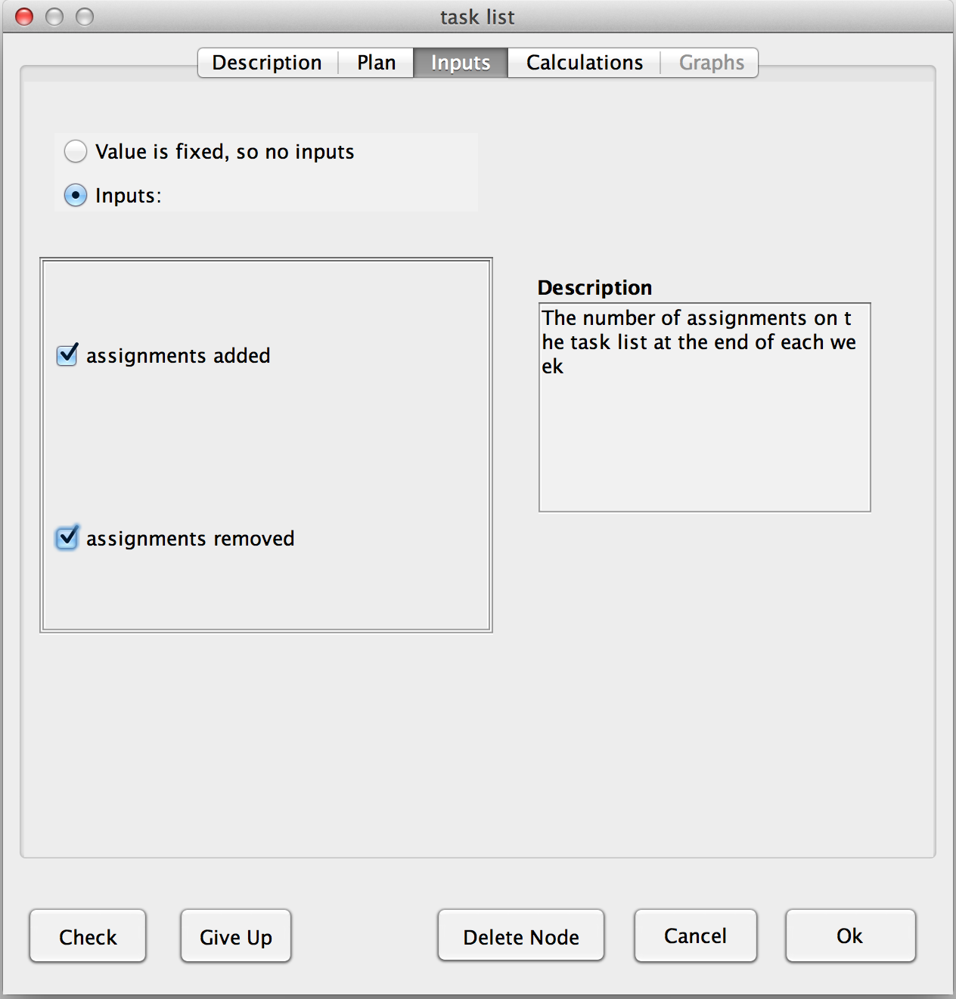 task list
Description Plan Inputs Calculations Graphs
Value is fixed, so no inputs
Inputs:
assignments added
assignments removed
Description
The number of assignments on t
he task list at the end of each we
ek
Check Give Up Delete Node Cancel Ok